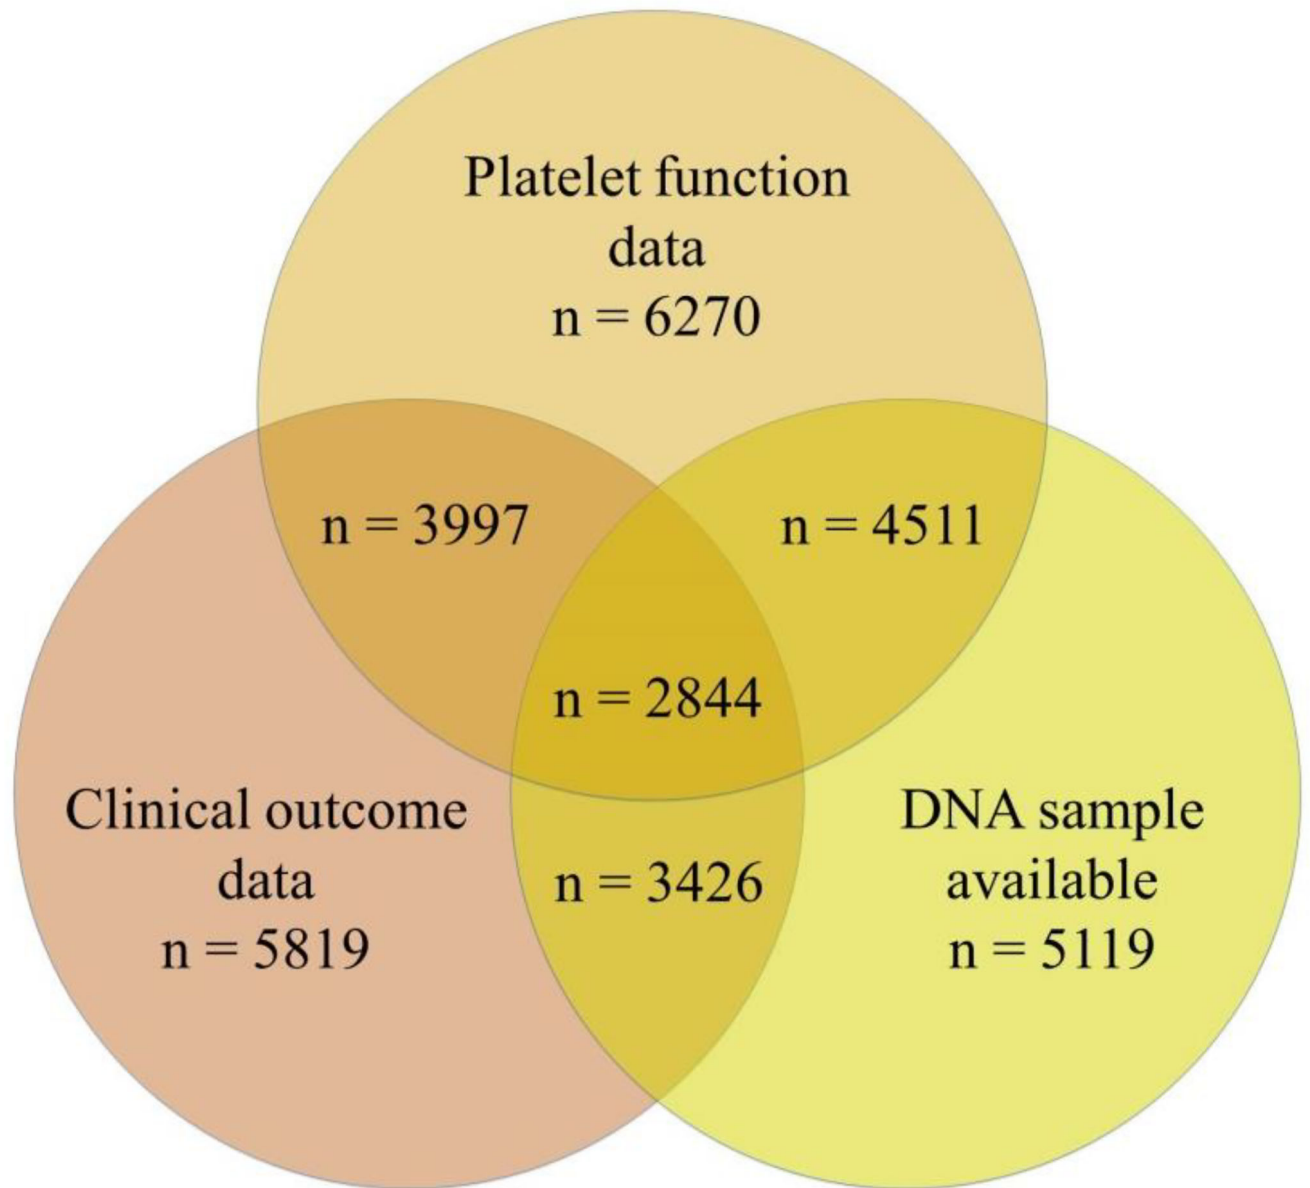 Platelet function
data
n = 6270
n = 3997
n = 4511
n = 2844
Clinical outcome
data
n = 5819
n = 3426
DNA sample
available
n = 5119